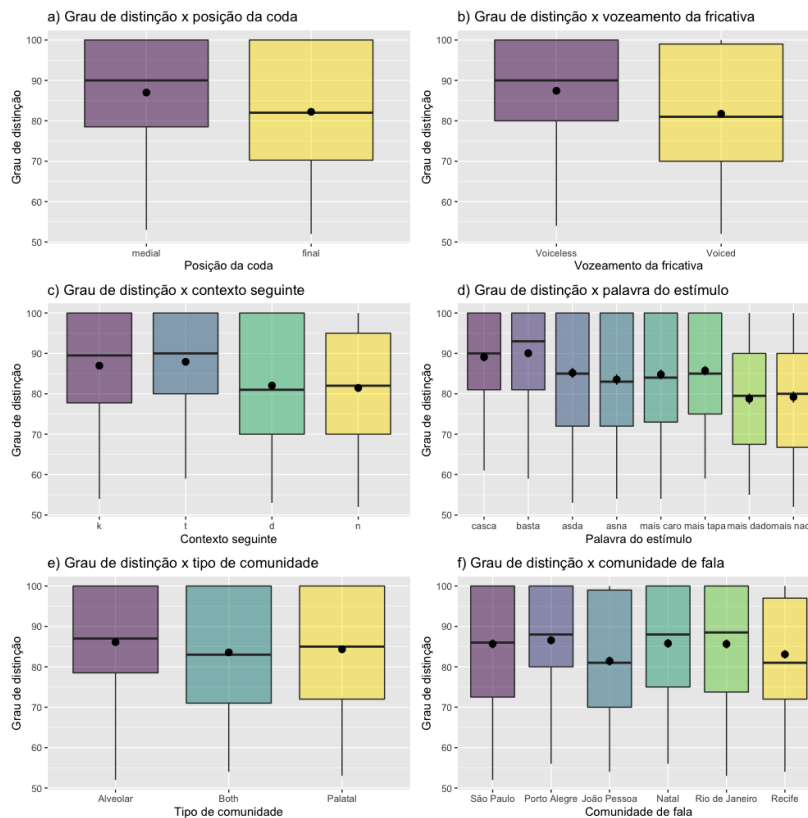 a) Grau de distinção x posição da coda
Grau de distinção
100
90
80
70
60
50
medial final
Posição da coda
b) Grau de distinção x vozeamento da fricativa
Grau de distinção
100
90
80
70
60
50
Voiceless Voiced
Vozeamento da fricativa
c) Grau de distinção x contexto seguinte
Grau de distinção
100
90
80
70
60
50
k t d n
Contexto seguinte
d) Grau de distinção x palavra do estímulo
Grau de distinção
100
90
80
70
60
50
casca basta asda asna mais caro mais tapa mais dado mais nado
Palavra do estímulo
e) Grau de distinção x tipo de comunidade
Grau de distinção
100
90
80
70
60
50
Alveolar Both Palatal
Tipo de comunidade
f) Grau de distinção x comunidade de fala
Grau de distinção
100
90
80
70
60
50
São Paulo Porto Alegre João Pessoa Natal Rio de Janeiro Recife
Comunidade de fala